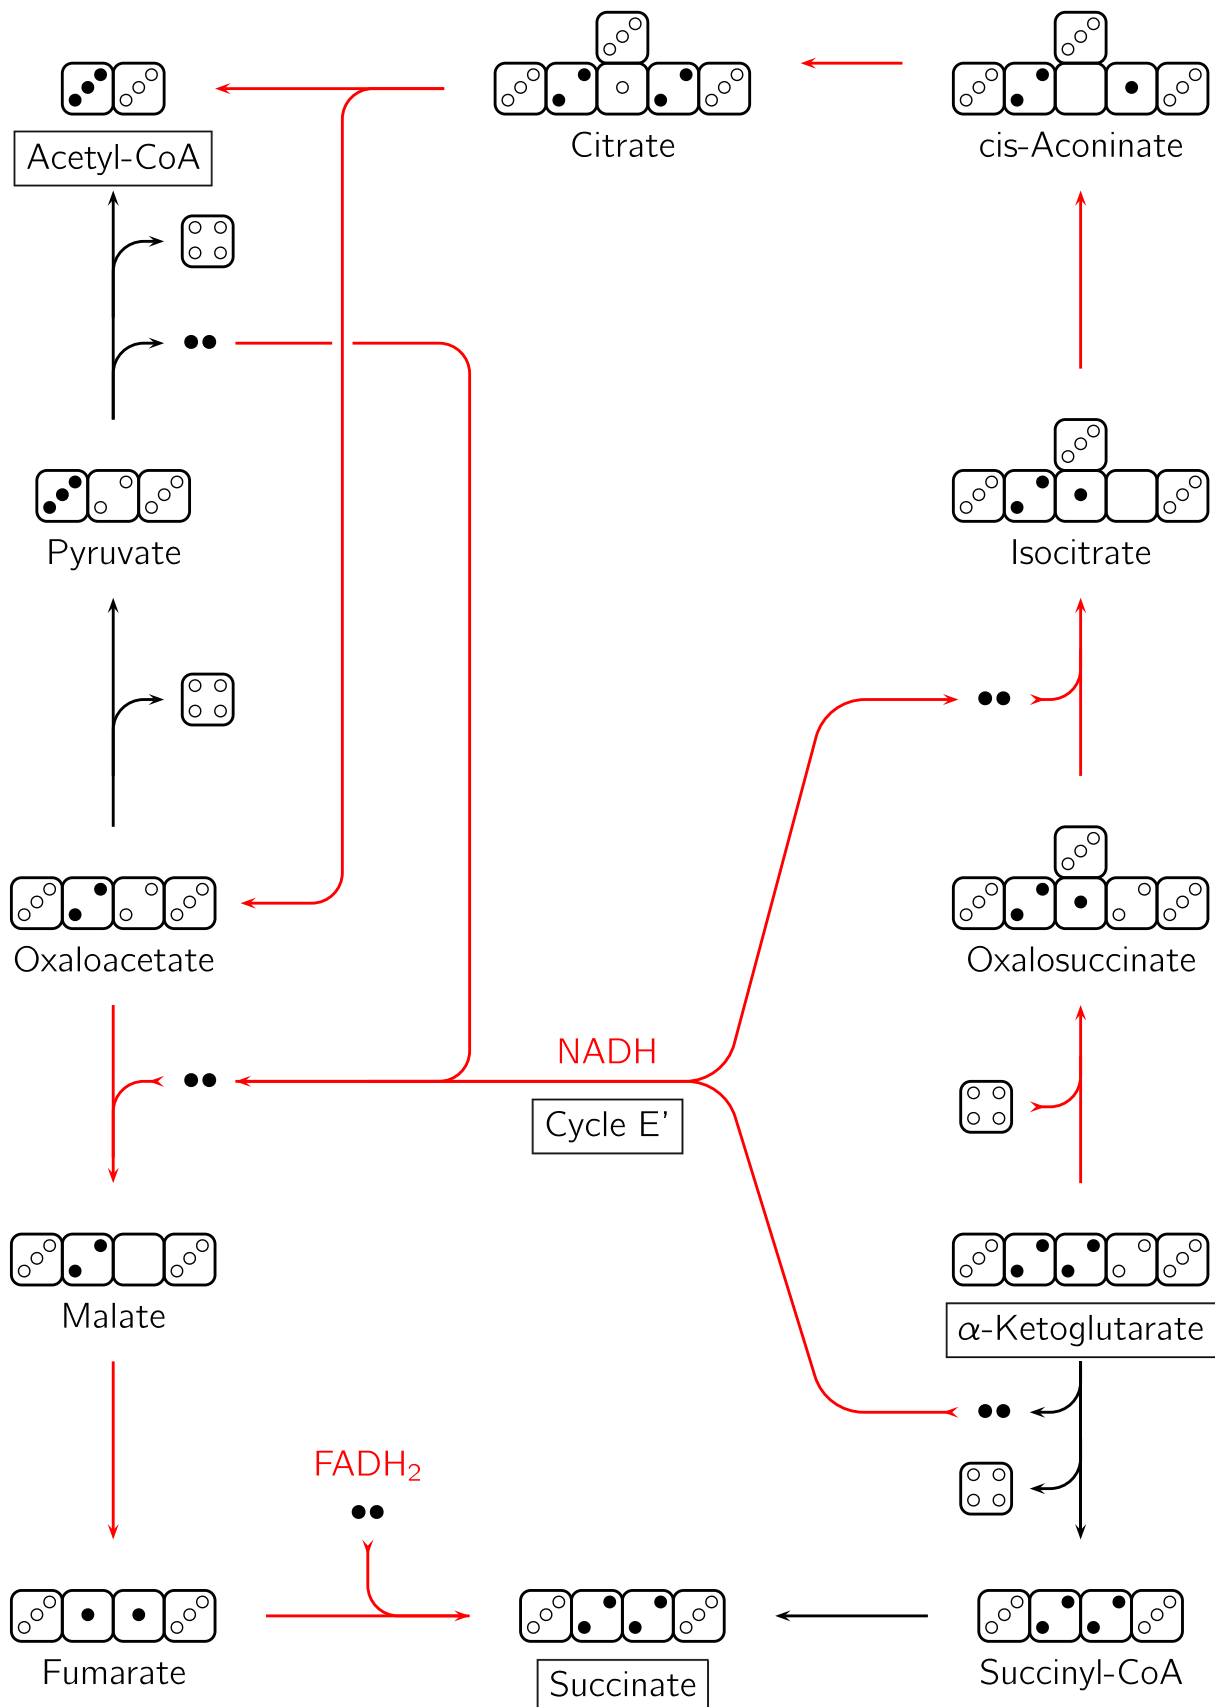 Citrate
cis-Aconinate
Acetyl-CoA
Pyruvate
Isocitrate
Oxaloacetate
Oxalosuccinate
NADH
Cycle E'
Malate
α-Ketoglutarate
FADH₂
Fumarate
Succinate
Succinyl-CoA